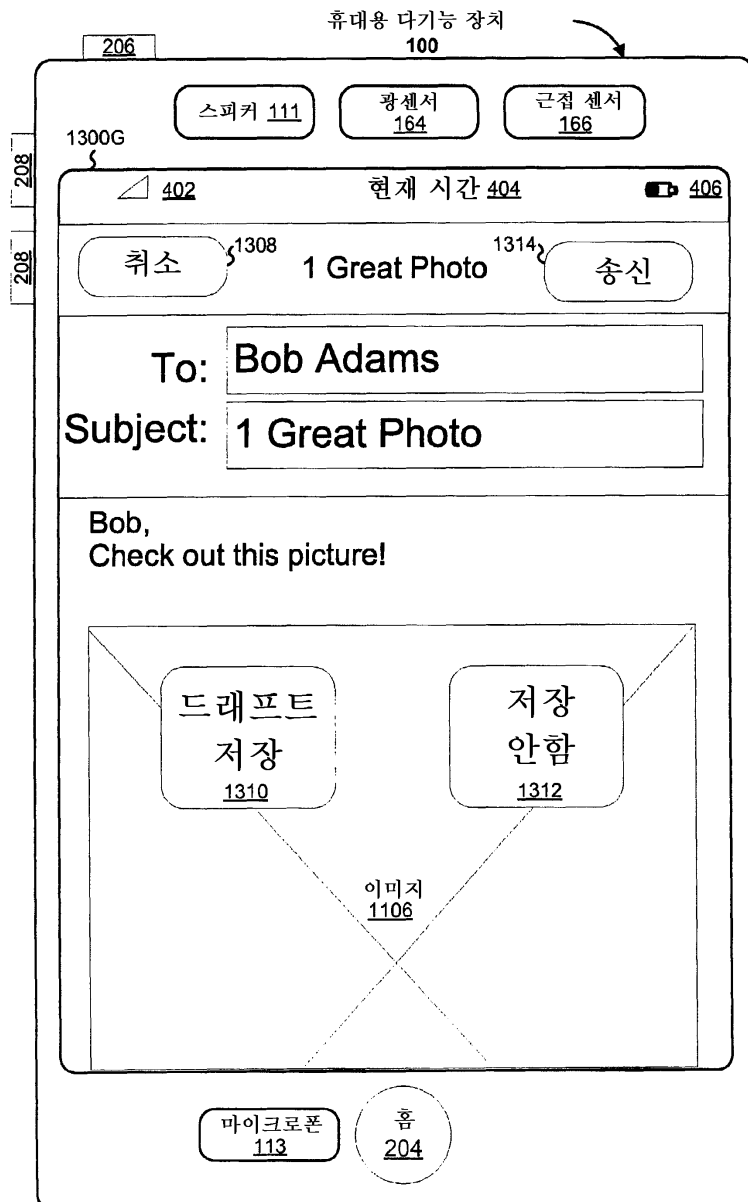 휴대용 다기능 장치
100
206
스피커 111
광센서
164
근접 센서
166
1300G
208
208
402
현재 시간 404
406
취소
1308
1 Great Photo
1314
송신
To: Bob Adams
Subject: 1 Great Photo
Bob,
Check out this picture!
드래프트
저장
1310
저장
안함
1312
이미지
1106
마이크로폰
113
홈
204